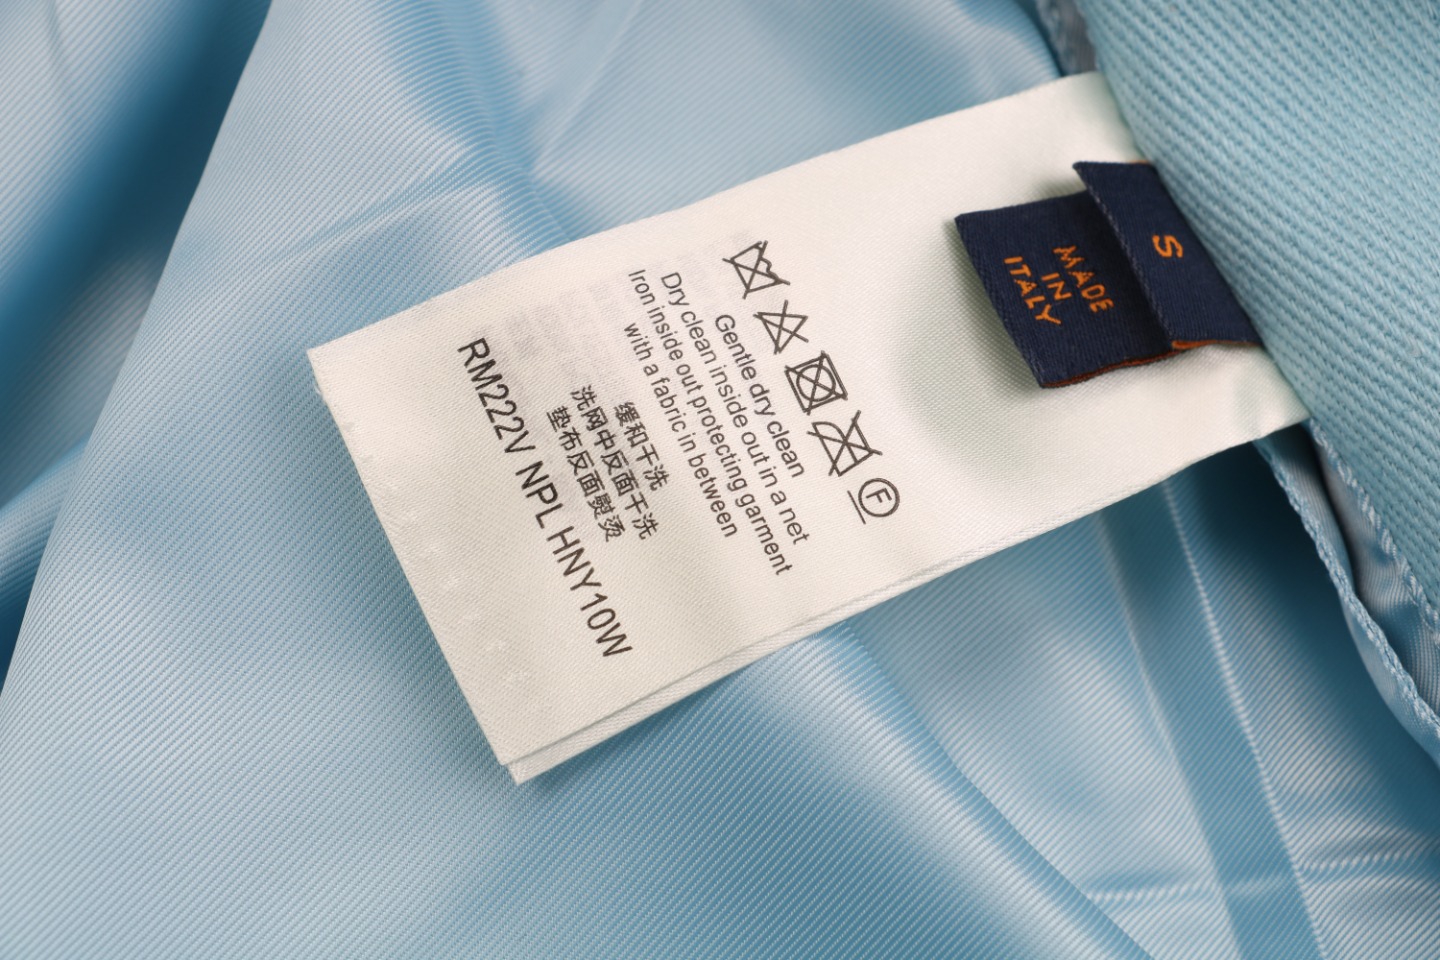 Gentle dry clean
Dry clean inside out in a net
Iron inside out protecting garment
with a fabric in between
缓和干洗
洗网中反面干洗
垫布反面熨烫
RM222V NPL HNY10W
F
MADE
IN
ITALY
S